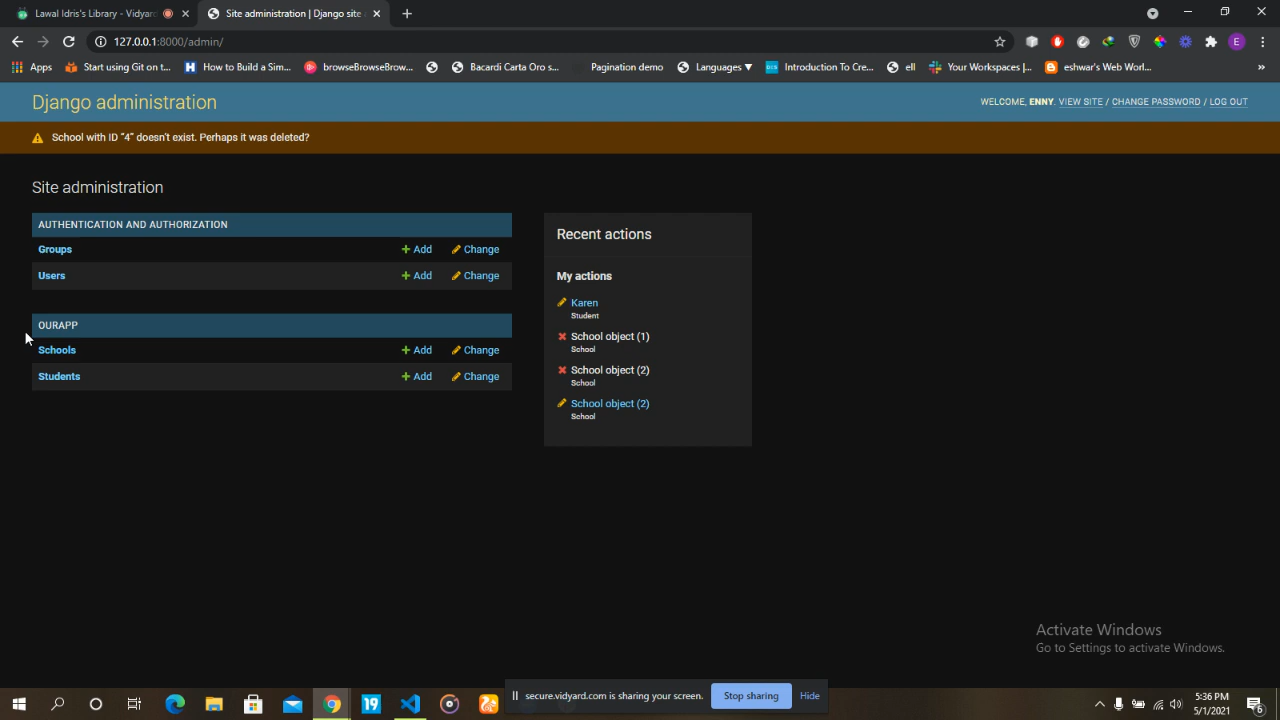 Lawal Idris's Library - Vidyar
Site administration | Django site
127.0.0.1:8000/admin/
E
Apps
Start using Git on t...
How to Build a Sim...
browseBrowseBrow...
Bacardi Carta Oro s...
Pagination demo
Languages ▼
Introduction To Cre...
ell
Your Workspaces |...
eshwar's Web Worl...
»
Django administration
WELCOME, ENNY. VIEW SITE / CHANGE PASSWORD / LOG OUT
School with ID “4” doesn’t exist. Perhaps it was deleted?
Site administration
AUTHENTICATION AND AUTHORIZATION
Groups + Add Change
Users + Add Change
OURAPP
Schools + Add Change
Students + Add Change
Recent actions
My actions
Karen
Student
School object (1)
School
School object (2)
School
School object (2)
School
Activate Windows
Go to Settings to activate Windows.
secure.vidyard.com is sharing your screen.
Stop sharing
Hide
19
5:36 PM
5/1/2021
6